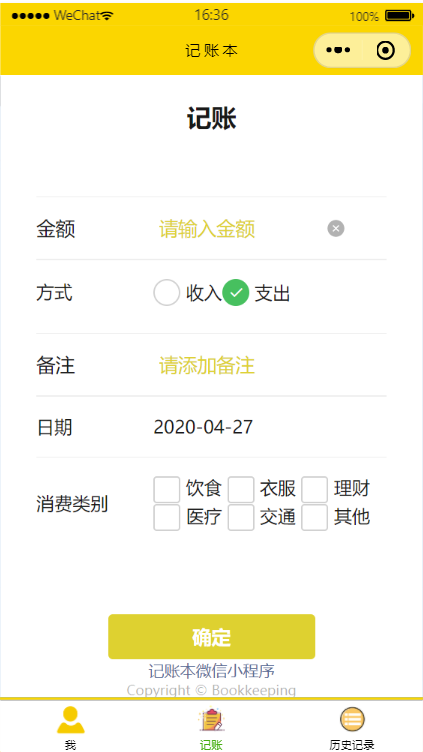 WeChat 16:36 100%
记账本
记账
金额 请输入金额
方式 收入 支出
备注 请添加备注
日期 2020-04-27
消费类别 饮食 衣服 理财
医疗 交通 其他
确定
记账本微信小程序
Copyright © Bookkeeping
我 记账 历史记录